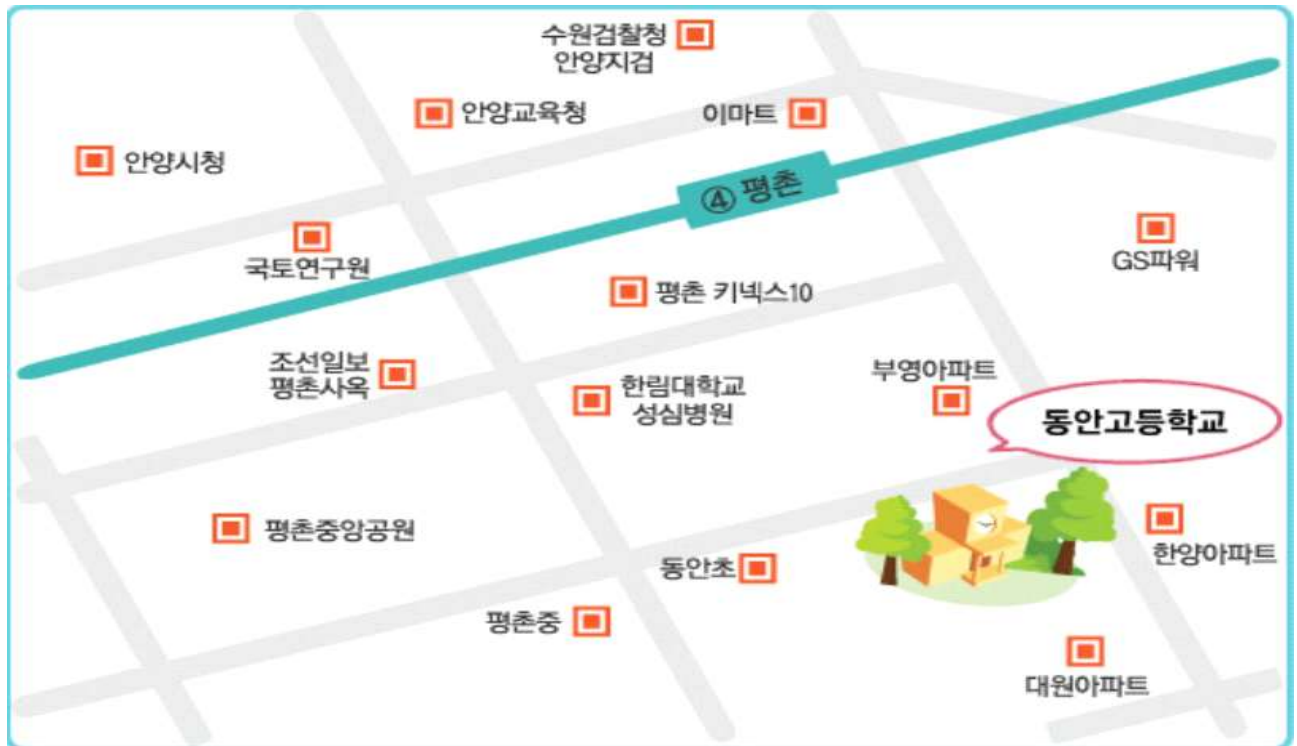 수원검찰청
안양지검
안양교육청
이마트
안양시청
④ 평촌
국토연구원
GS파워
평촌 키넥스10
조선일보
평촌사옥
한림대학교
성심병원
부영아파트
동안고등학교
평촌중앙공원
동안초
한양아파트
평촌중
대원아파트